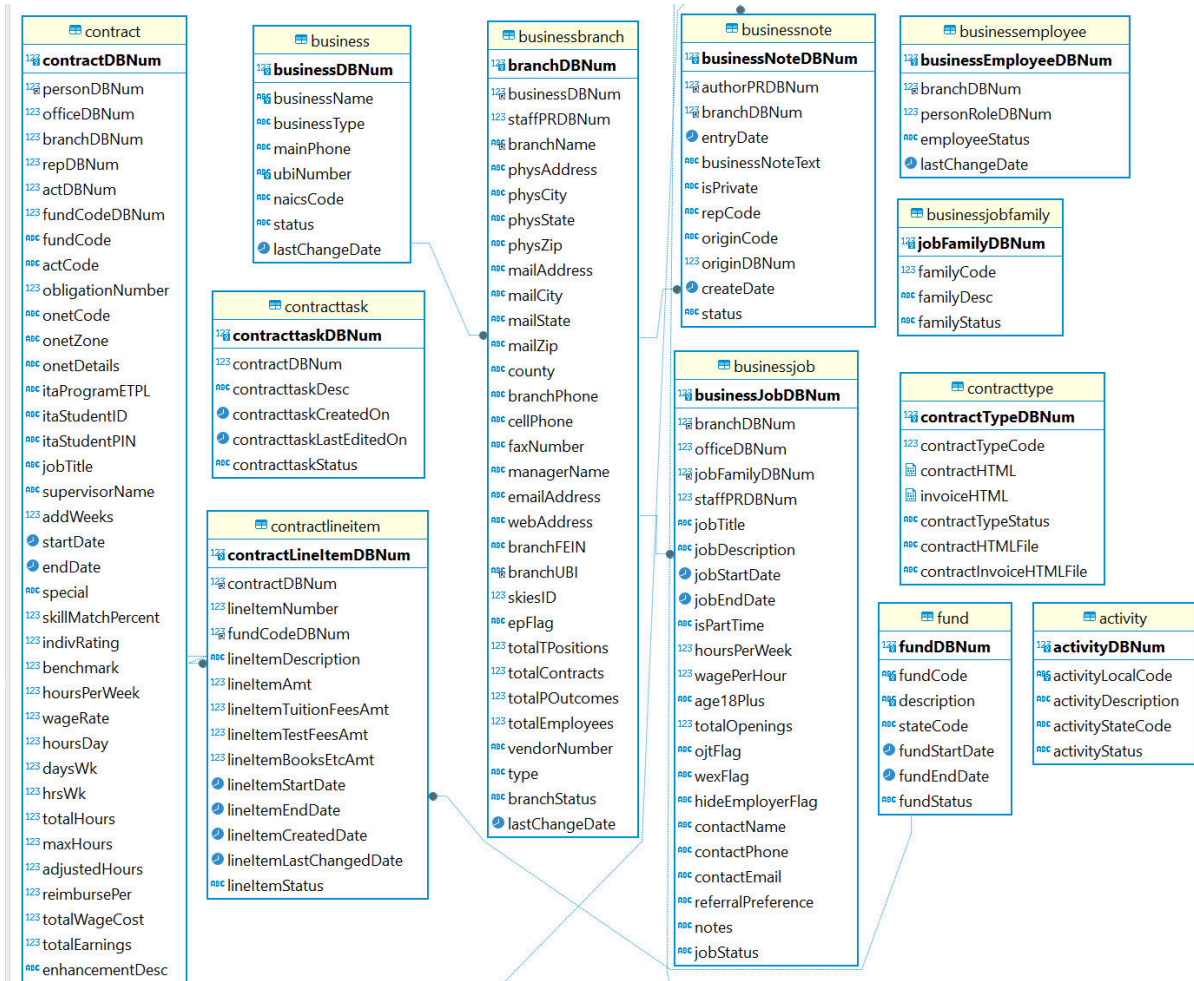 contract
contractDBNum
personDBNum
officeDBNum
branchDBNum
repDBNum
actDBNum
fundCodeDBNum
fundCode
actCode
obligationNumber
onetCode
onetZone
onetDetails
itaProgramETPL
itaStudentID
itaStudentPIN
jobTitle
supervisorName
addWeeks
startDate
endDate
special
skillMatchPercent
indivRating
benchmark
hoursPerWeek
wageRate
hoursDay
daysWk
hrsWk
totalHours
maxHours
adjustedHours
reimbursePer
totalWageCost
totalEarnings
enhancementDesc
business
businessDBNum
businessName
businessType
mainPhone
ubiNumber
naicsCode
status
lastChangeDate
contracttask
contracttaskDBNum
contractDBNum
contracttaskDesc
contracttaskCreatedOn
contracttaskLastEditedOn
contracttaskStatus
contractlineitem
contractLineItemDBNum
contractDBNum
lineItemNumber
fundCodeDBNum
lineItemDescription
lineItemAmt
lineItemTuitionFeesAmt
lineItemTestFeesAmt
lineItemBooksEtcAmt
lineItemStartDate
lineItemEndDate
lineItemCreatedDate
lineItemLastChangedDate
lineItemStatus
businessbranch
branchDBNum
businessDBNum
staffPRDBNum
branchName
physAddress
physCity
physState
physZip
mailAddress
mailCity
mailState
mailZip
county
branchPhone
cellPhone
faxNumber
managerName
emailAddress
webAddress
branchFEIN
branchUBI
skiesID
epFlag
totalTPositions
totalContracts
totalPOutcomes
totalEmployees
vendorNumber
type
branchStatus
lastChangeDate
businessnote
businessNoteDBNum
authorPRDBNum
branchDBNum
entryDate
businessNoteText
isPrivate
repCode
originCode
originDBNum
createDate
status
businessjob
businessJobDBNum
branchDBNum
officeDBNum
jobFamilyDBNum
staffPRDBNum
jobTitle
jobDescription
jobStartDate
jobEndDate
isPartTime
hoursPerWeek
wagePerHour
age18Plus
totalOpenings
ojtFlag
wexFlag
hideEmployerFlag
contactName
contactPhone
contactEmail
referralPreference
notes
jobStatus
businessemployee
businessEmployeeDBNum
branchDBNum
personRoleDBNum
employeeStatus
lastChangeDate
businessjobfamily
jobFamilyDBNum
familyCode
familyDesc
familyStatus
contracttype
contractTypeDBNum
contractTypeCode
contractHTML
invoiceHTML
contractTypeStatus
contractHTMLFile
contractInvoiceHTMLFile
fund
fundDBNum
fundCode
description
stateCode
fundStartDate
fundEndDate
fundStatus
activity
activityDBNum
activityLocalCode
activityDescription
activityStateCode
activityStatus